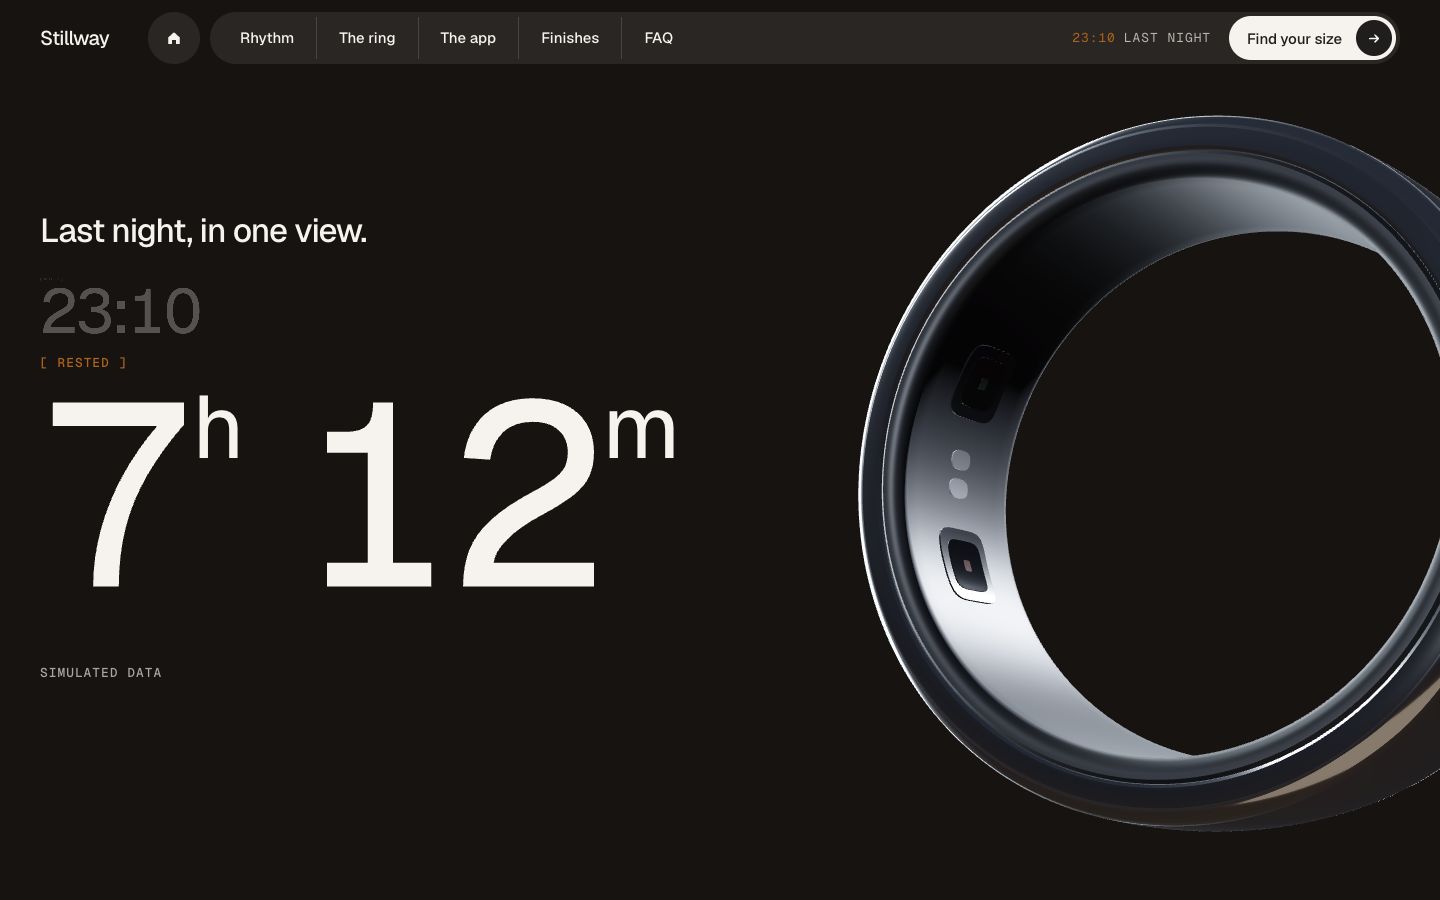 Stillway
Rhythm
The ring
The app
Finishes
FAQ
23:10 LAST NIGHT
Find your size
Last night, in one view.
23:10
[ RESTED ]
7h 12m
SIMULATED DATA